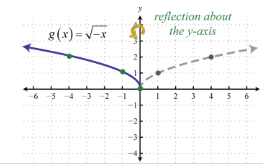 y
g(x) = √−x
reflection about
the y-axis
4
3
2
1
−6 −5 −4 −3 −2 −1 1 2 3 4 5 6
−1
−2
−3
−4